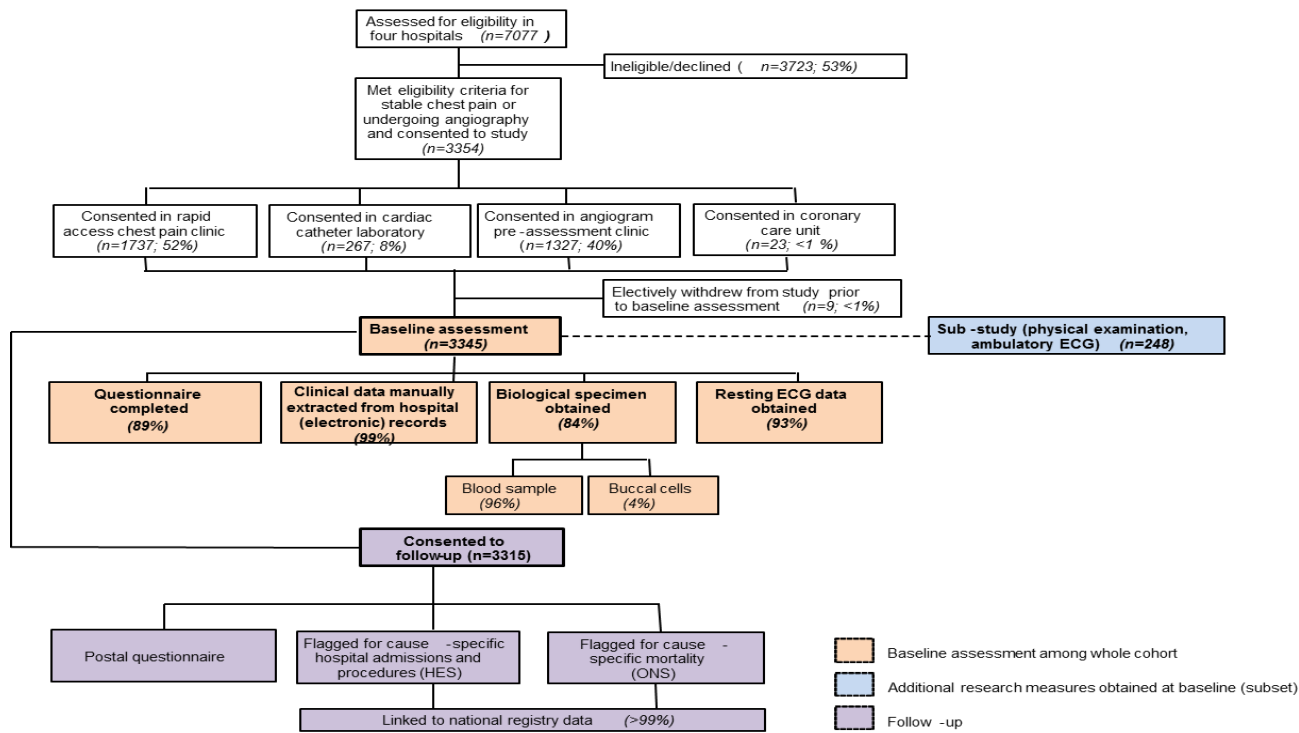 Assessed for eligibility in
four hospitals (n=7077 )
Ineligible/declined ( n=3723; 53%)
Met eligibility criteria for
stable chest pain or
undergoing angiography
and consented to study
(n=3354)
Consented in rapid
access chest pain clinic
(n=1737; 52%)
Consented in cardiac
catheter laboratory
(n=267; 8%)
Consented in angiogram
pre -assessment clinic
(n=1327; 40%)
Consented in coronary
care unit
(n=23; <1 %)
Electively withdrew from study prior
to baseline assessment (n=9; <1%)
Baseline assessment
(n=3345)
Sub -study (physical examination,
ambulatory ECG) (n=248)
Questionnaire
completed
(89%)
Clinical data manually
extracted from hospital
(electronic) records
(99%)
Biological specimen
obtained
(84%)
Resting ECG data
obtained
(93%)
Blood sample
(96%)
Buccal cells
(4%)
Consented to
follow-up (n=3315)
Postal questionnaire
Flagged for cause -specific
hospital admissions and
procedures (HES)
Flagged for cause -
specific mortality
(ONS)
Linked to national registry data (>99%)
Baseline assessment among whole cohort
Additional research measures obtained at baseline (subset)
Follow -up